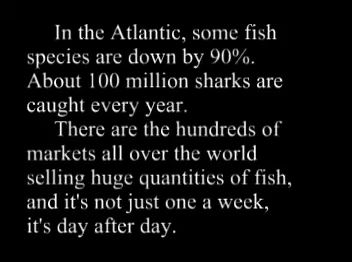 In the Atlantic, some fish
species are down by 90%.
About 100 million sharks are
caught every year.
There are the hundreds of
markets all over the world
selling huge quantities of fish,
and it's not just one a week,
it's day after day.